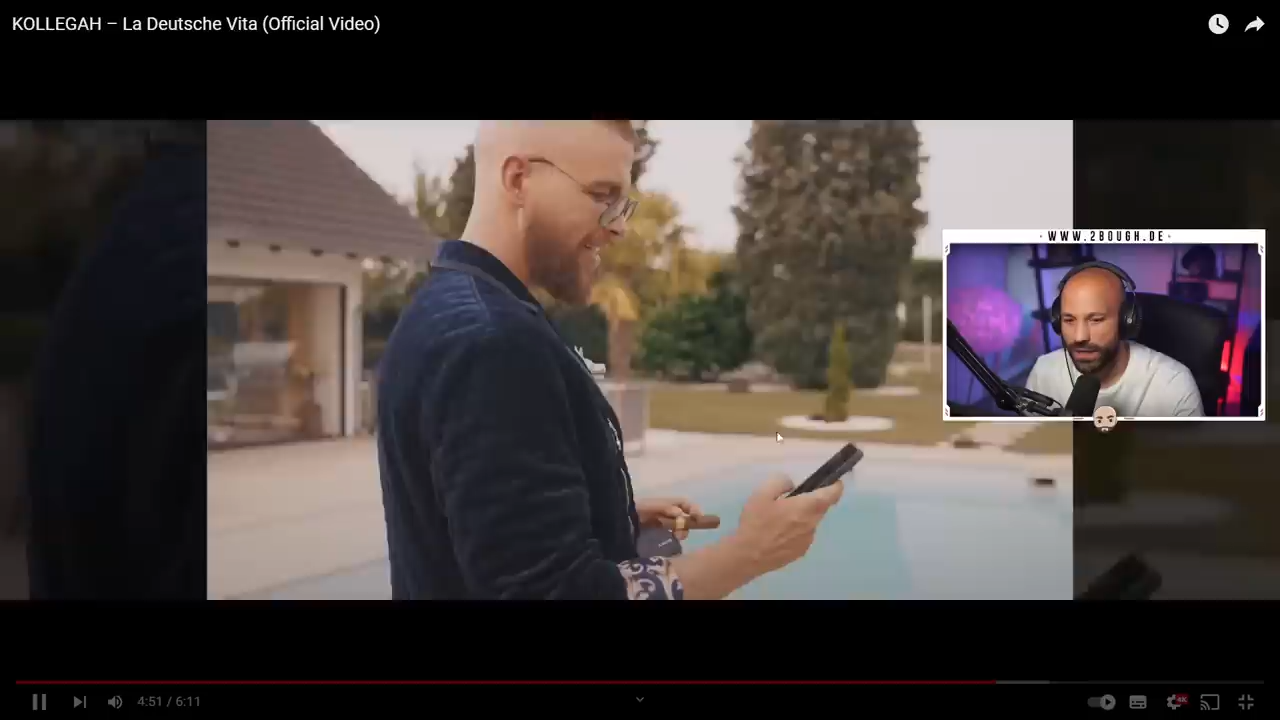 KOLLEGAH – La Deutsche Vita (Official Video)
· WWW.2BOUGH.DE ·
4:51 / 6:11